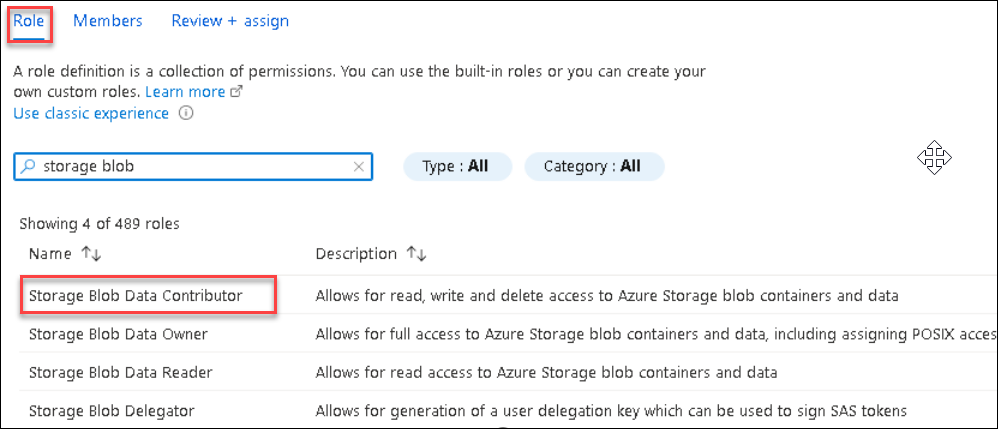 Role Members Review + assign
A role definition is a collection of permissions. You can use the built-in roles or you can create your
own custom roles. Learn more
Use classic experience
storage blob Type : All Category : All
Showing 4 of 489 roles
Name Description
Storage Blob Data Contributor Allows for read, write and delete access to Azure Storage blob containers and data
Storage Blob Data Owner Allows for full access to Azure Storage blob containers and data, including assigning POSIX acces
Storage Blob Data Reader Allows for read access to Azure Storage blob containers and data
Storage Blob Delegator Allows for generation of a user delegation key which can be used to sign SAS tokens